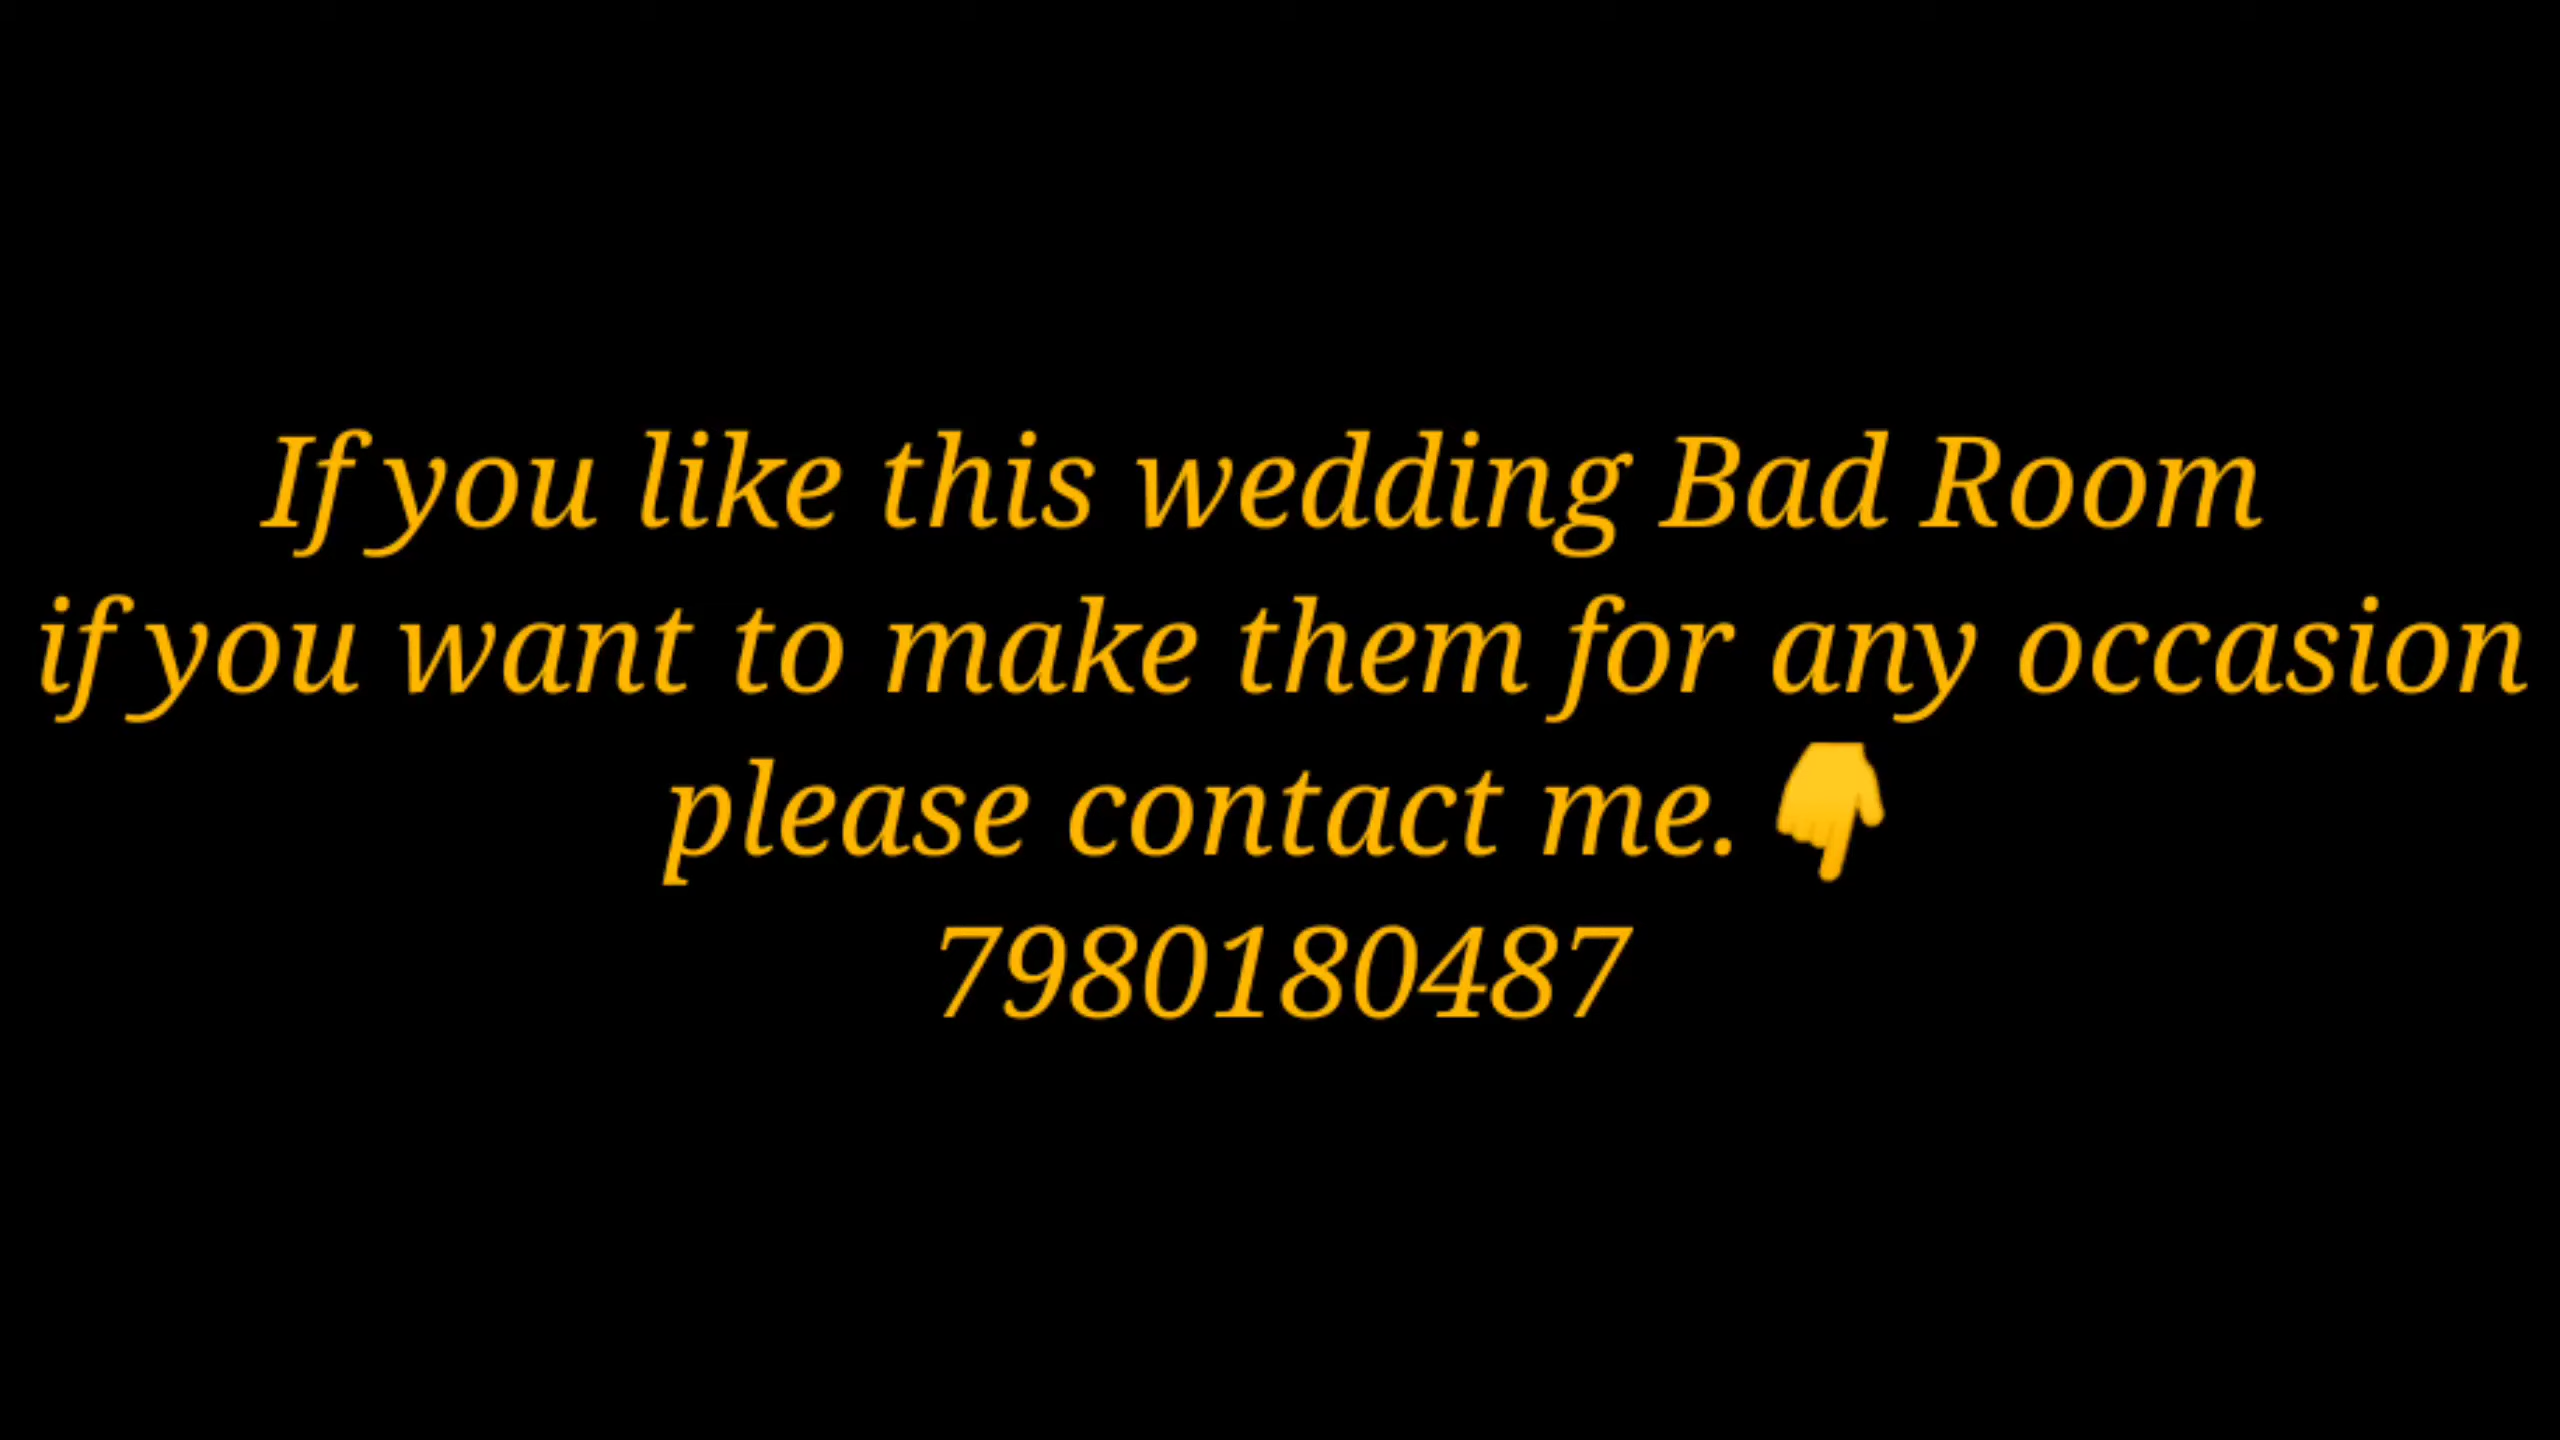 If you like this wedding Bad Room
if you want to make them for any occasion
please contact me. 👇
7980180487